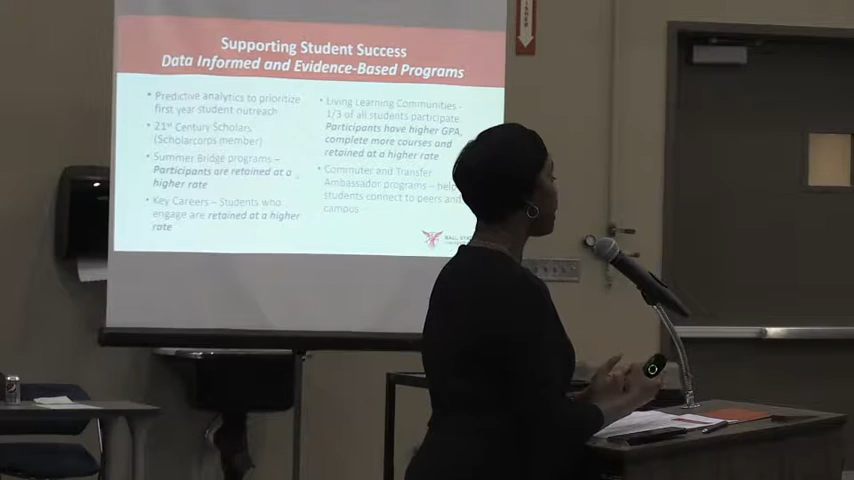 Supporting Student Success
Data Informed and Evidence-Based Programs
• Predictive analytics to prioritize
first year student outreach
• 21st Century Scholars
(Scholarcorps member)
• Summer Bridge programs –
Participants are retained at a
higher rate
• Key Careers – Students who
engage are retained at a higher
rate
• Living Learning Communities -
1/3 of all students participate.
Participants have higher GPA,
complete more courses and
retained at a higher rate
• Commuter and Transfer
Ambassador programs – help
students connect to peers and
campus
BALL STATE